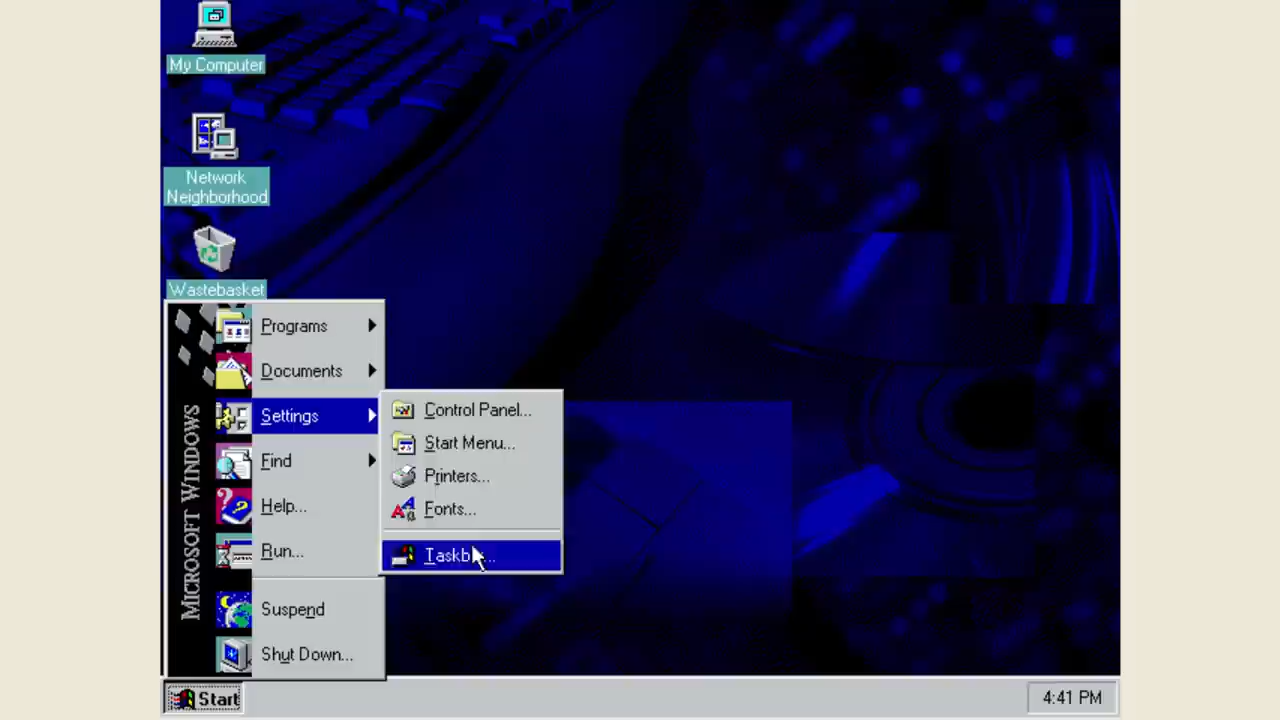 My Computer
Network
Neighborhood
Wastebasket
MICROSOFT WINDOWS
Programs
Documents
Settings
Find
Help...
Run...
Suspend
Shut Down...
Control Panel...
Start Menu...
Printers...
Fonts...
Start
4:41 PM